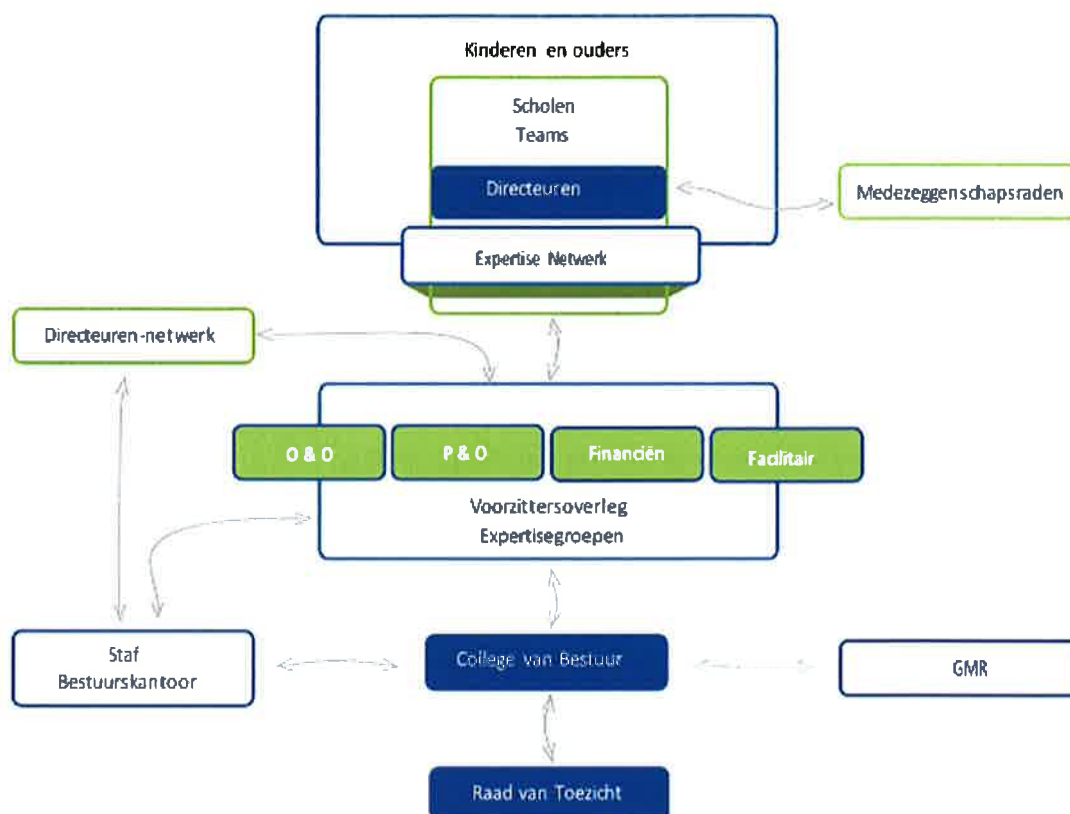 Kinderen en ouders
Scholen
Teams
Directeuren
Medezeggenschapsraden
Expertise Netwerk
Directeuren-netwerk
O & O
P & O
Financiën
Facilitair
Voorzittersoverleg
Expertisegroepen
Staf
Bestuurskantoor
College van Bestuur
GMR
Raad van Toezicht